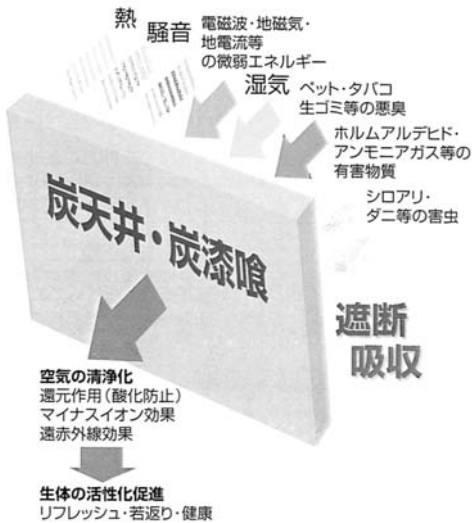 熱
騒音
電磁波・地磁気・
地電流等
の微弱エネルギー
湿気
ペット・タバコ
生ゴミ等の悪臭
ホルムアルデヒド・
アンモニアガス等の
有害物質
シロアリ・
ダニ等の害虫
炭天井・炭漆喰
遮断
吸収
空気の清浄化
還元作用(酸化防止)
マイナスイオン効果
遠赤外線効果
生体の活性化促進
リフレッシュ・若返り・健康